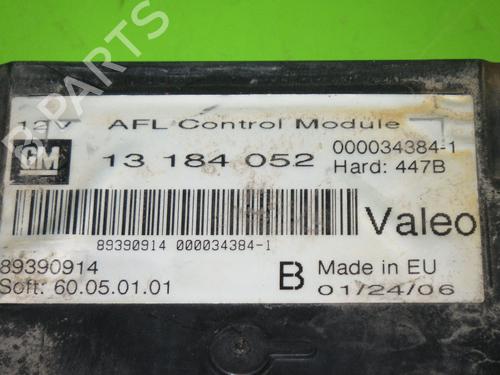 12V AFL Control Module
GM 13 184 052 000034384-1
Hard: 447B
Valeo
89390914 000034384-1
89390914
Soft: 60.05.01.01
B Made in EU
01/24/06
B PARTS